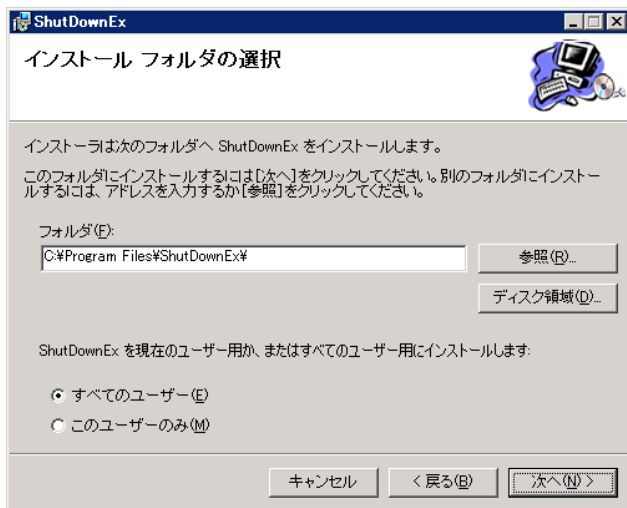 ShutDownEx
インストール フォルダの選択
インストーラは次のフォルダへ ShutDownEx をインストールします。
このフォルダにインストールするには[次へ]をクリックしてください。別のフォルダにインストー
ルするには、アドレスを入力するか[参照]をクリックしてください。
フォルダ(F):
C:¥Program Files¥ShutDownEx¥
参照(R)...
ディスク領域(D)...
ShutDownEx を現在のユーザー用か、またはすべてのユーザー用にインストールします:
すべてのユーザー(E)
このユーザーのみ(M)
キャンセル
< 戻る(B)
次へ(N) >